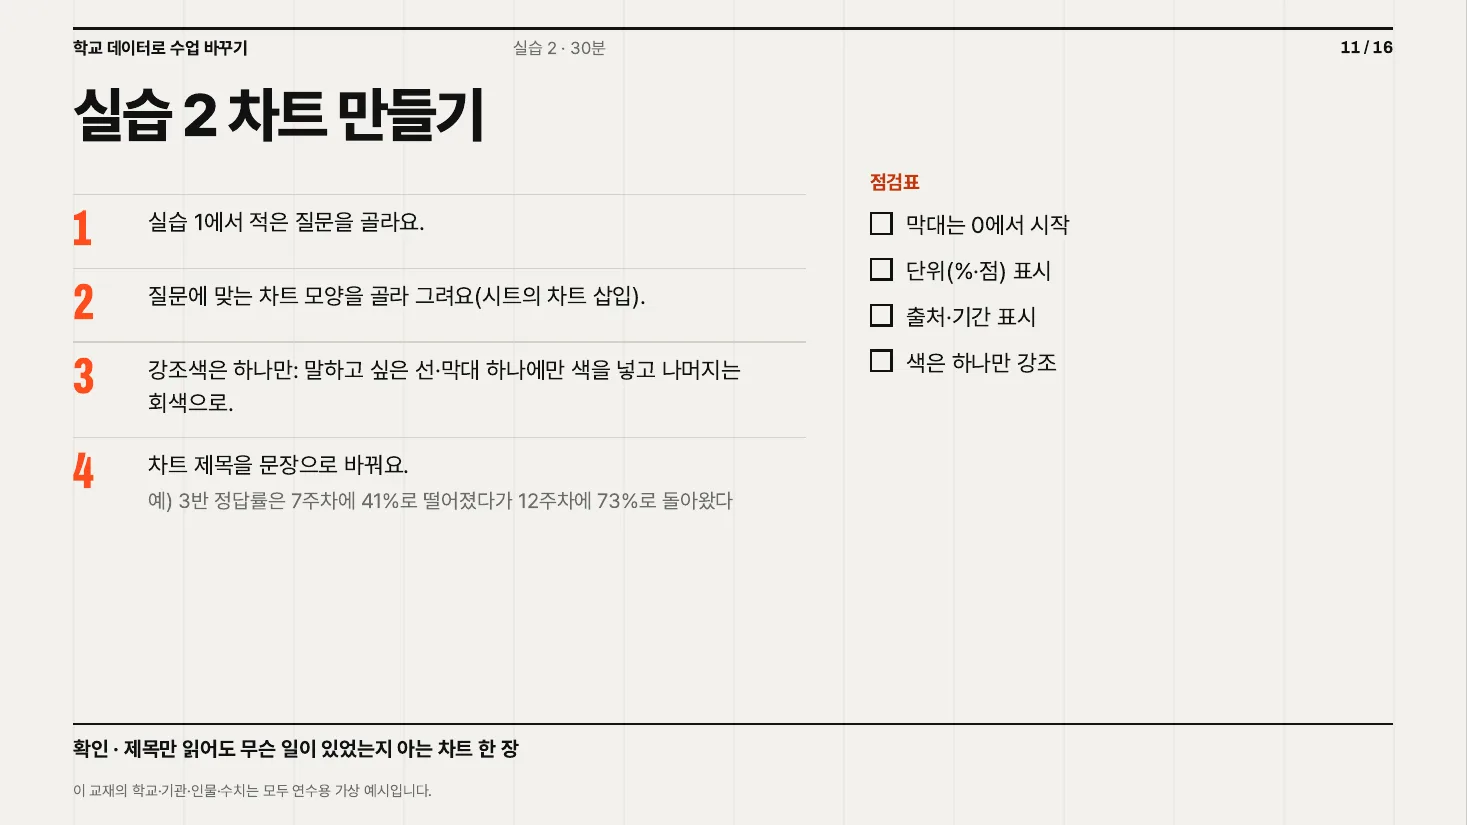 학교 데이터로 수업 바꾸기
실습 2 · 30분
11 / 16
실습 2 차트 만들기
1 실습 1에서 적은 질문을 골라요.
2 질문에 맞는 차트 모양을 골라 그려요(시트의 차트 삽입).
3 강조색은 하나만: 말하고 싶은 선·막대 하나에만 색을 넣고 나머지는
회색으로.
4 차트 제목을 문장으로 바꿔요.
예) 3반 정답률은 7주차에 41%로 떨어졌다가 12주차에 73%로 돌아왔다
점검표
막대는 0에서 시작
단위(%·점) 표시
출처·기간 표시
색은 하나만 강조
확인 · 제목만 읽어도 무슨 일이 있었는지 아는 차트 한 장
이 교재의 학교·기관·인물·수치는 모두 연수용 가상 예시입니다.